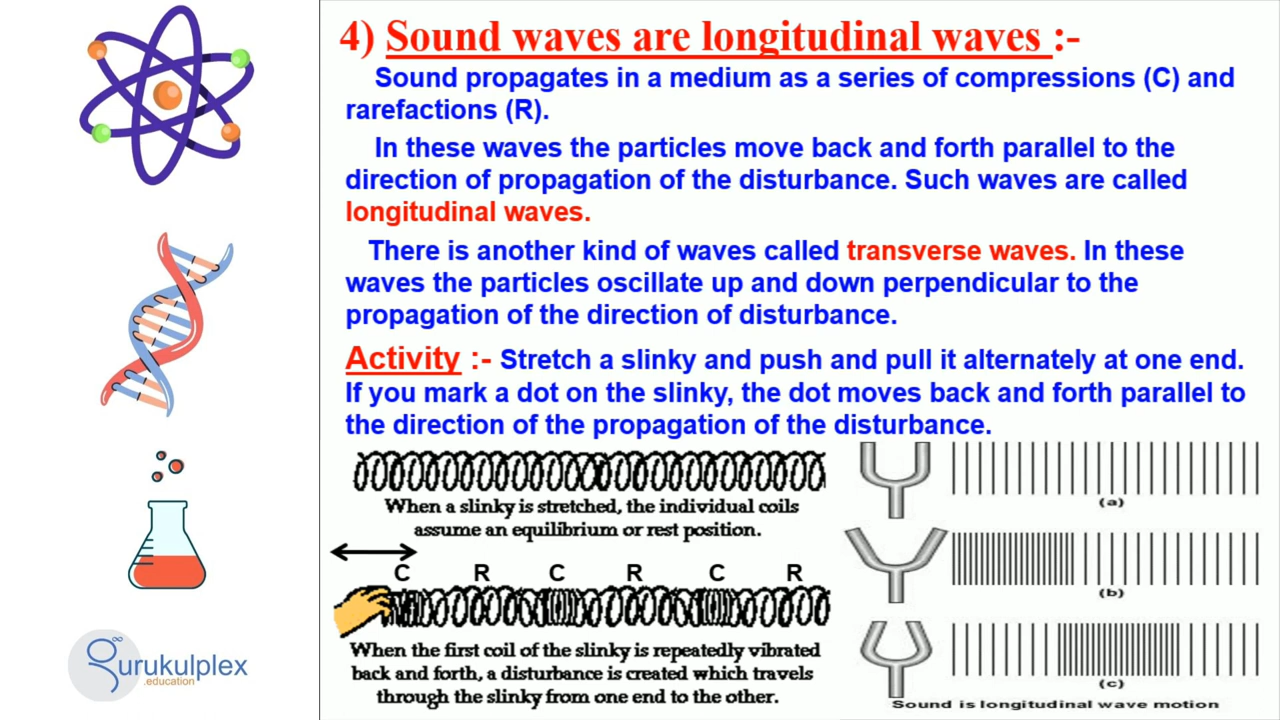 4) Sound waves are longitudinal waves :-
Sound propagates in a medium as a series of compressions (C) and
rarefactions (R).
In these waves the particles move back and forth parallel to the
direction of propagation of the disturbance. Such waves are called
longitudinal waves.
There is another kind of waves called transverse waves. In these
waves the particles oscillate up and down perpendicular to the
propagation of the direction of disturbance.
Activity :- Stretch a slinky and push and pull it alternately at one end.
If you mark a dot on the slinky, the dot moves back and forth parallel to
the direction of the propagation of the disturbance.
When a slinky is stretched, the individual coils
assume an equilibrium or rest position.
C R C R C R
When the first coil of the slinky is repeatedly vibrated
back and forth, a disturbance is created which travels
through the slinky from one end to the other.
(a)
(b)
(c)
Sound is longitudinal wave motion
gurukulplex
.education